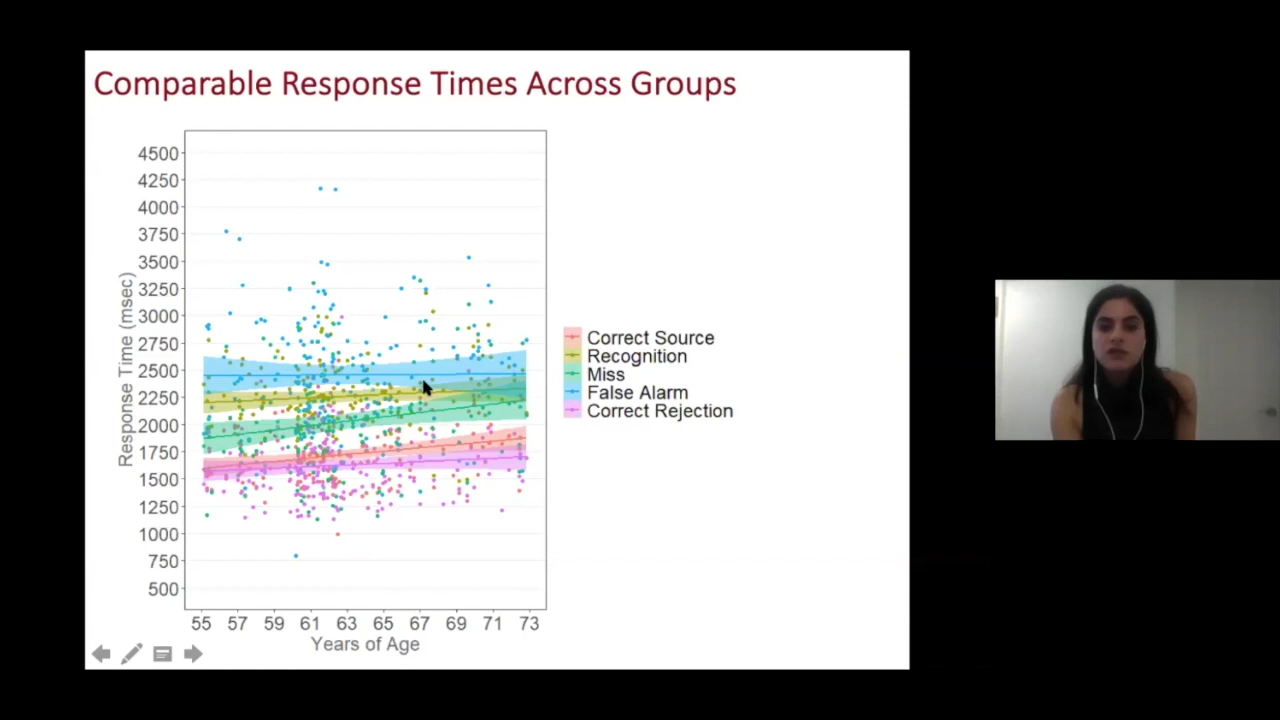 Comparable Response Times Across Groups
4500
4250
4000
3750
3500
3250
3000
2750
2500
2250
2000
1750
1500
1250
1000
750
500
Response Time (msec)
55 57 59 61 63 65 67 69 71 73
Years of Age
Correct Source
Recognition
Miss
False Alarm
Correct Rejection